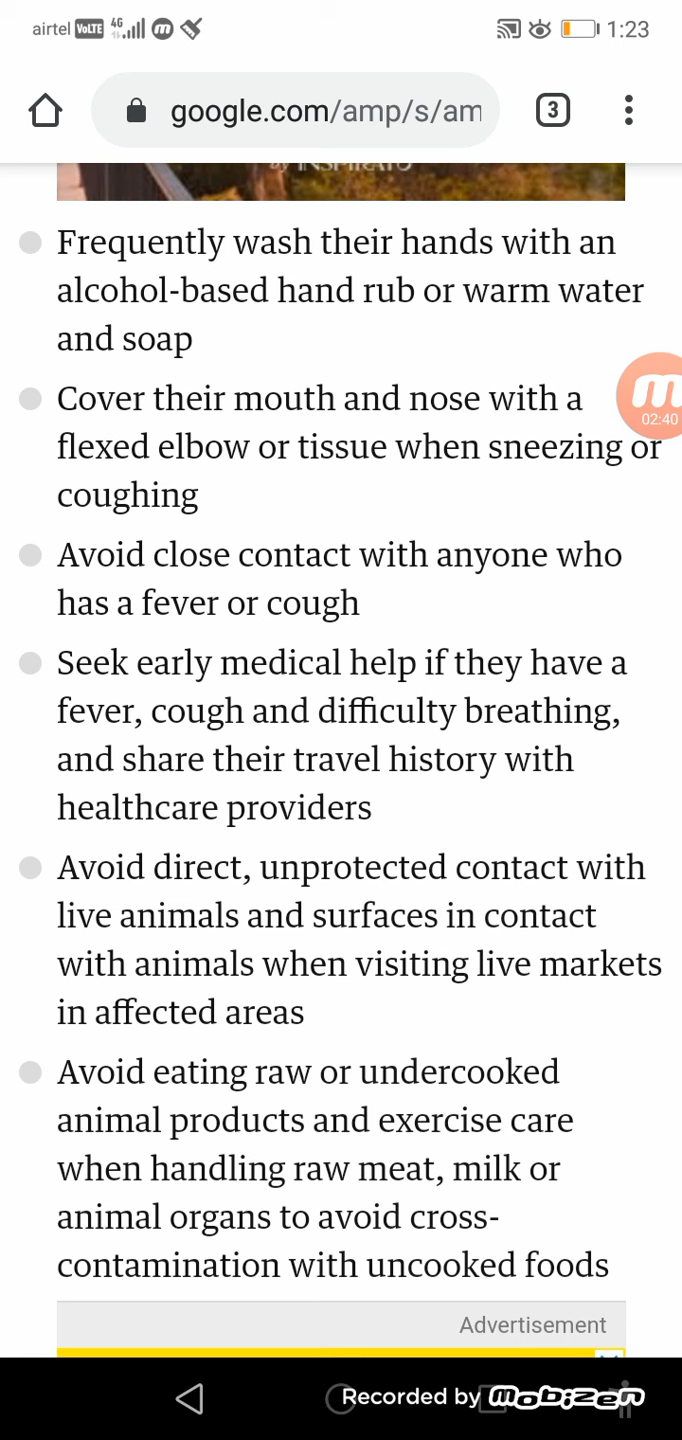 airtel VoLTE 4G m 1:23
google.com/amp/s/am 3
by INSPIRATO
Frequently wash their hands with an
alcohol-based hand rub or warm water
and soap
Cover their mouth and nose with a
flexed elbow or tissue when sneezing or
coughing
m
02:40
Avoid close contact with anyone who
has a fever or cough
Seek early medical help if they have a
fever, cough and difficulty breathing,
and share their travel history with
healthcare providers
Avoid direct, unprotected contact with
live animals and surfaces in contact
with animals when visiting live markets
in affected areas
Avoid eating raw or undercooked
animal products and exercise care
when handling raw meat, milk or
animal organs to avoid cross-
contamination with uncooked foods
Advertisement
Recorded by mobizen